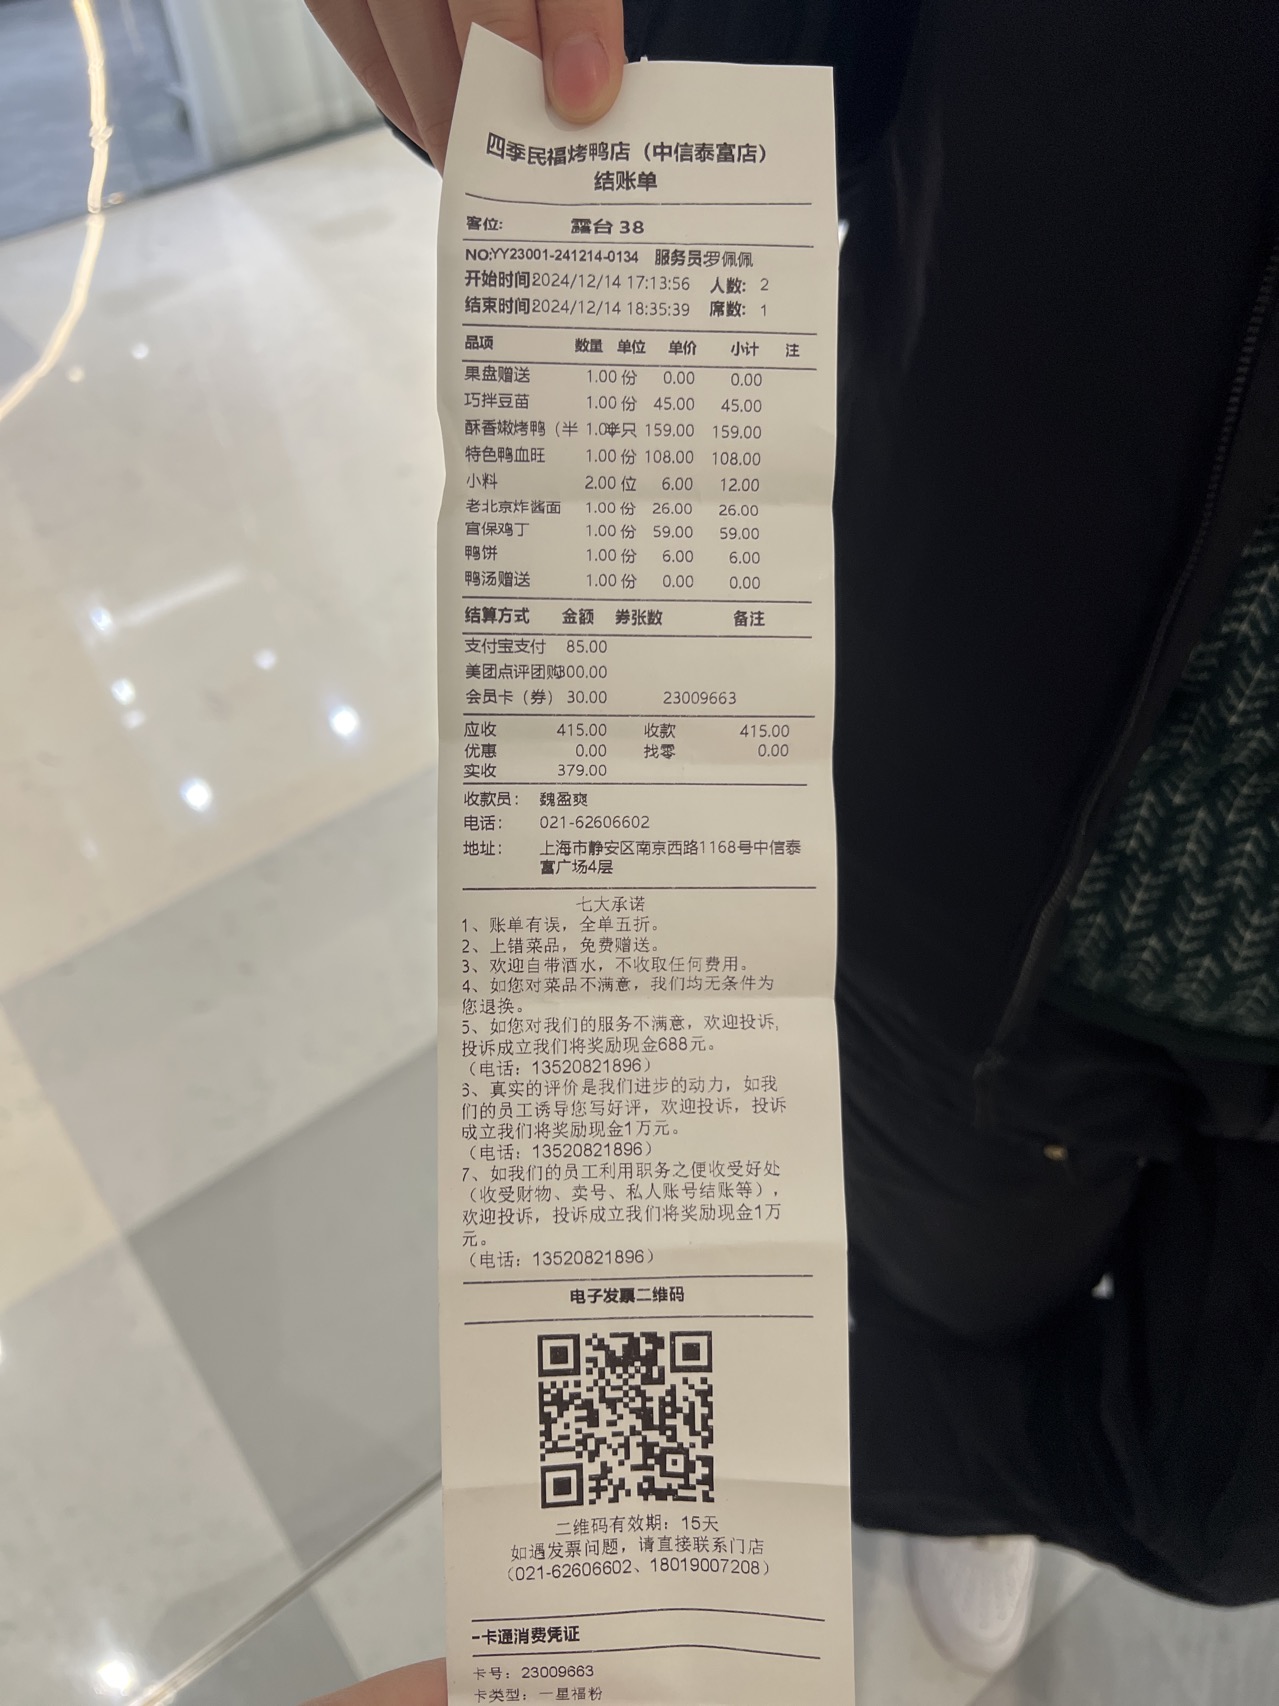 四季民福烤鸭店（中信泰富店）
结账单
客位： 露台 38
NO:YY23001-241214-0134 服务员:罗佩佩
开始时间2024/12/14 17:13:56 人数： 2
结束时间2024/12/14 18:35:39 席数： 1
品项 数量 单位 单价 小计 注
果盘赠送 1.00 份 0.00 0.00
巧拌豆苗 1.00 份 45.00 45.00
酥香嫩烤鸭（半 1.00半只 159.00 159.00
特色鸭血旺 1.00 份 108.00 108.00
小料 2.00 位 6.00 12.00
老北京炸酱面 1.00 份 26.00 26.00
宫保鸡丁 1.00 份 59.00 59.00
鸭饼 1.00 份 6.00 6.00
鸭汤赠送 1.00 份 0.00 0.00
结算方式 金额 券张数 备注
支付宝支付 85.00
美团点评团购300.00
会员卡（券） 30.00 23009663
应收 415.00 收款 415.00
优惠 0.00 找零 0.00
实收 379.00
收款员： 魏盈爽
电话： 021-62606602
地址： 上海市静安区南京西路1168号中信泰
富广场4层
七大承诺
1、账单有误，全单五折。
2、上错菜品，免费赠送。
3、欢迎自带酒水，不收取任何费用。
4、如您对菜品不满意，我们均无条件为
您退换。
5、如您对我们的服务不满意，欢迎投诉，
投诉成立我们将奖励现金688元。
（电话：13520821896）
6、真实的评价是我们进步的动力，如我
们的员工诱导您写好评，欢迎投诉，投诉
成立我们将奖励现金1万元。
（电话：13520821896）
7、如我们的员工利用职务之便收受好处
（收受财物、卖号、私人账号结账等），
欢迎投诉，投诉成立我们将奖励现金1万
元。
（电话：13520821896）
电子发票二维码
二维码有效期：15天
如遇发票问题，请直接联系门店
（021-62606602、18019007208）
一卡通消费凭证
卡号：23009663
卡类型：一星福粉